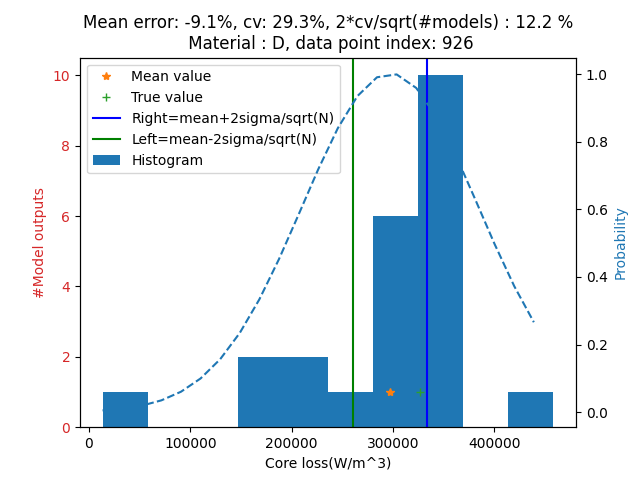 Mean error: -9.1%, cv: 29.3%, 2*cv/sqrt(#models) : 12.2 %
Material : D, data point index: 926
Mean value
True value
Right=mean+2sigma/sqrt(N)
Left=mean-2sigma/sqrt(N)
Histogram
10
8
6
4
2
0
#Model outputs
1.0
0.8
0.6
0.4
0.2
0.0
Probability
0
100000
200000
300000
400000
Core loss(W/m^3)